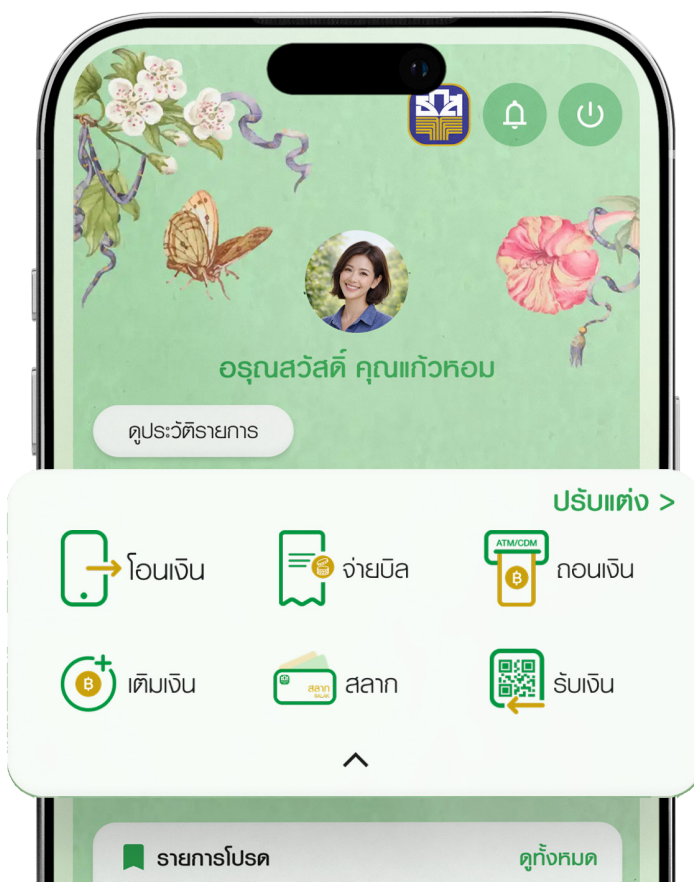 ธกส
อรุณสวัสดิ์ คุณแก้วหอม
ดูประวัติรายการ
ปรับแต่ง >
โอนเงิน
จ่ายบิล
ATM/CDM
ถอนเงิน
เติมเงิน
สลาก
สลาก
รับเงิน
รายการโปรด
ดูทั้งหมด